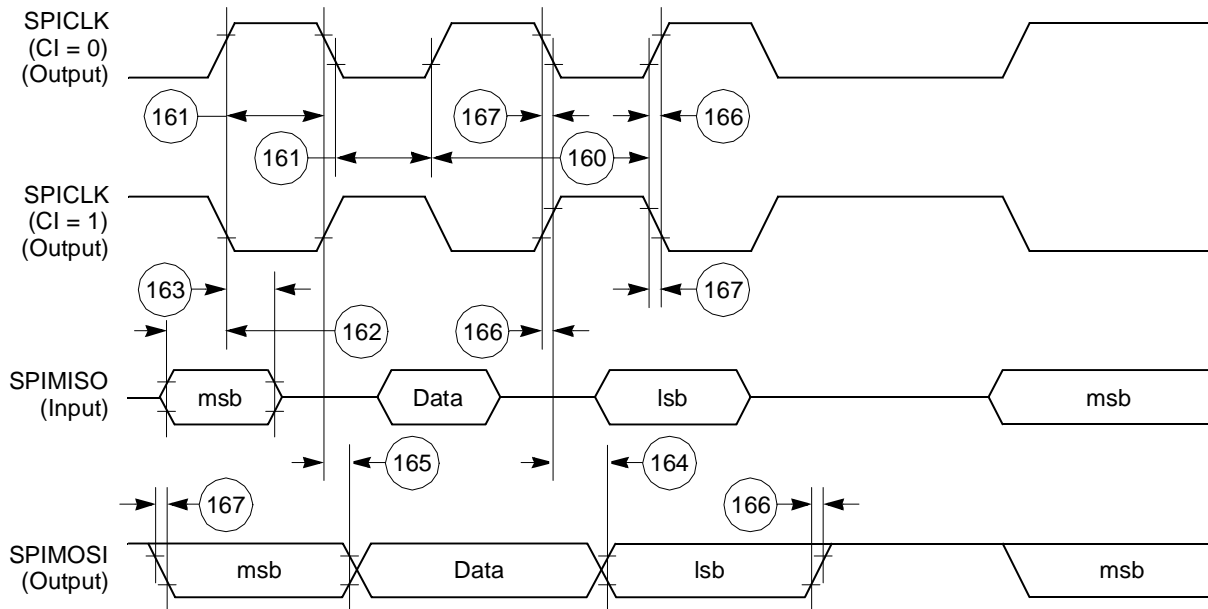 SPICLK
(CI = 0)
(Output)
161
167
166
161
160
SPICLK
(CI = 1)
(Output)
163
167
162
166
SPIMISO
(Input)
msb
Data
lsb
msb
165
164
167
166
SPIMOSI
(Output)
msb
Data
lsb
msb